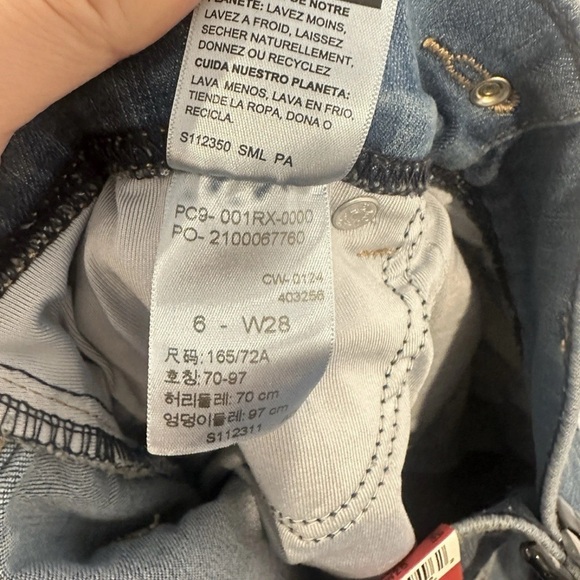 DE NOTRE
PLANETE: LAVEZ MOINS,
LAVEZ A FROID, LAISSEZ
SECHER NATURELLEMENT,
DONNEZ OU RECYCLEZ
CUIDA NUESTRO PLANETA:
LAVA MENOS, LAVA EN FRIO,
TIENDE LA ROPA, DONA O
RECICLA.
S112350 SML PA
PC9- 001RX-0000
PO- 2100067760
CW-0124
403256
6 - W28
尺码: 165/72A
호칭: 70-97
허리둘레: 70 cm
엉덩이둘레: 97 cm
S112311